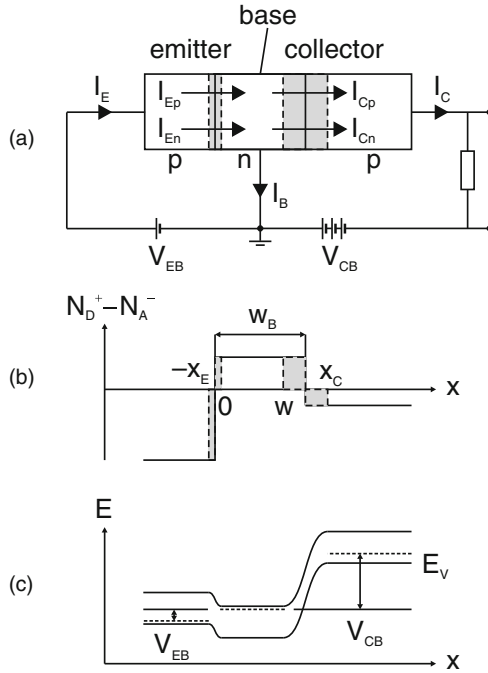 base
emitter collector
I_E I_Ep I_Cp I_C
(a)
I_En I_Cn
p n p
I_B
V_EB V_CB
N_D^+−N_A^−
w_B
(b) −x_E x_C x
0 w
E
E_V
(c)
V_EB V_CB
x